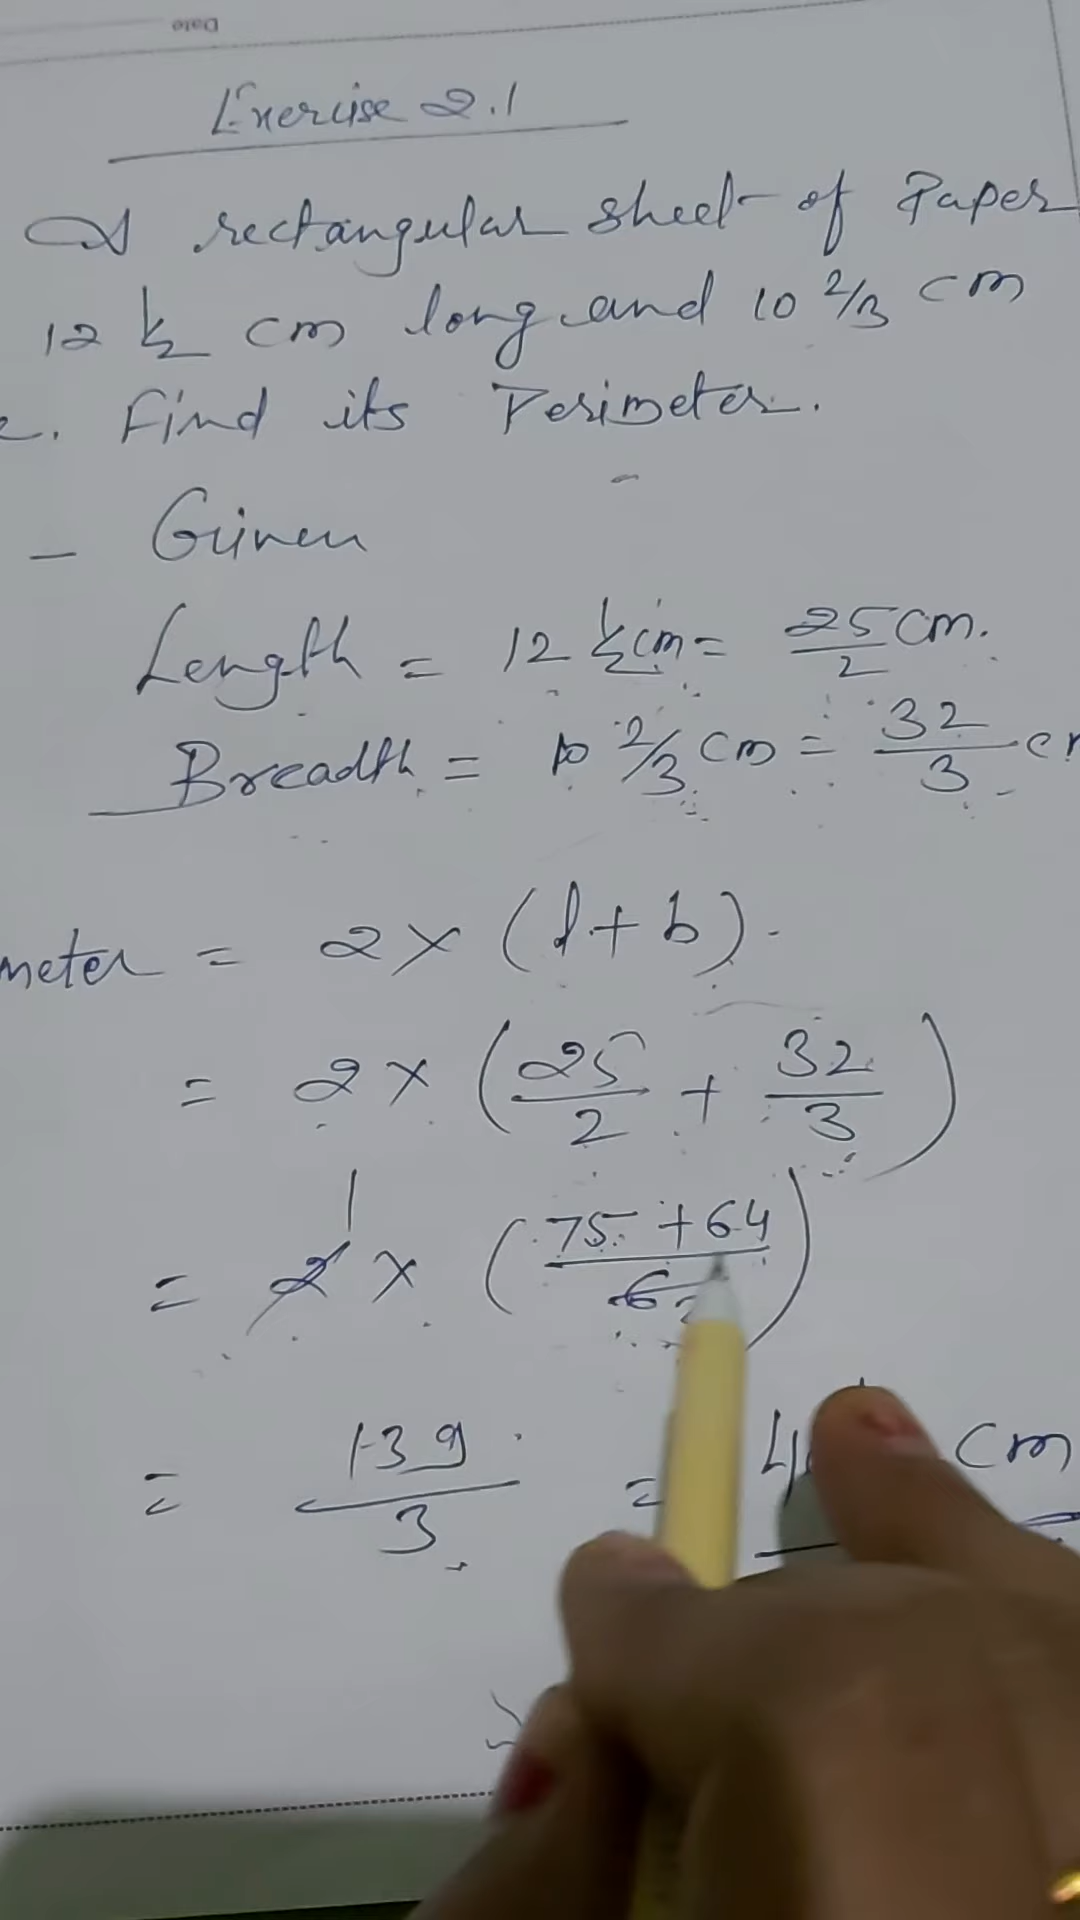 Date
Exercise 2.1
A rectangular sheet of Paper
12 1/2 cm long and 10 2/3 cm
Find its Perimeter.
- Given
Length = 12 1/2 cm = 25/2 cm.
Breadth = 10 2/3 cm = 32/3
meter = 2 × (l + b).
= 2 × (25/2 + 32/3)
= 2 × (75 + 64/6) 1
= 139/3 = cm